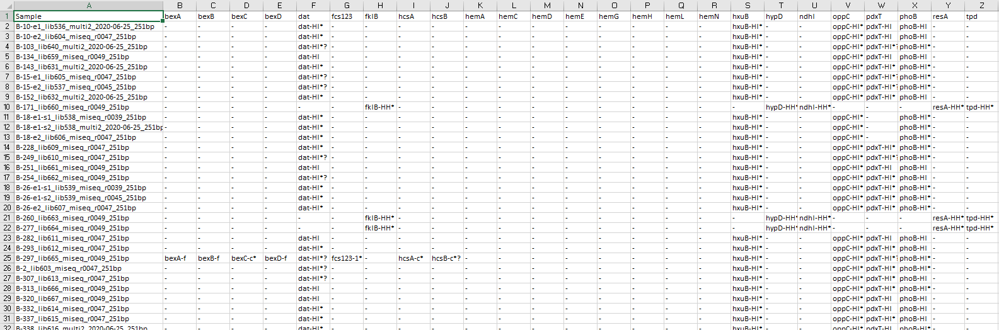 A B C D E F G H I J K L M N O P Q R S T U V W X Y Z
1 Sample bexA bexB bexC bexD dat fcs123 fklB hcsA hcsB hemA hemC hemD hemE hemG hemH hemL hemN hxuB hypD ndhI oppC pdxT phoB resA tpd
2 B-10-e1_lib536_multi2_2020-06-25_251bp - - - - dat-HI* - - - - - - - - - - - - hxuB-HI* - - oppC-HI* pdxT-HI phoB-HI - -
3 B-10-e2_lib604_miseq_r0047_251bp - - - - dat-HI* - - - - - - - - - - - - hxuB-HI* - - oppC-HI* pdxT-HI phoB-HI - -
4 B-103_lib640_multi2_2020-06-25_251bp - - - - dat-HI*? - - - - - - - - - - - - hxuB-HI* - - oppC-HI* pdxT-HI*? phoB-HI* - -
5 B-134_lib659_miseq_r0049_251bp - - - - dat-HI - - - - - - - - - - - - hxuB-HI* - - oppC-HI* pdxT-HI phoB-HI - -
6 B-143_lib631_multi2_2020-06-25_251bp - - - - dat-HI* - - - - - - - - - - - - hxuB-HI* - - oppC-HI* pdxT-HI* phoB-HI* - -
7 B-15-e1_lib605_miseq_r0047_251bp - - - - dat-HI*? - - - - - - - - - - - - hxuB-HI* - - oppC-HI* pdxT-HI*? phoB-HI* - -
8 B-15-e2_lib537_miseq_r0045_251bp - - - - dat-HI*? - - - - - - - - - - - - hxuB-HI* - - oppC-HI* pdxT-HI*? phoB-HI* - -
9 B-152_lib632_multi2_2020-06-25_251bp - - - - dat-HI* - - - - - - - - - - - - hxuB-HI* - - oppC-HI* pdxT-HI* phoB-HI* - -
10 B-171_lib660_miseq_r0049_251bp - - - - - - fklB-HH* - - - - - - - - - - - hypD-HH* ndhI-HH* - - - resA-HH* tpd-HH*
11 B-18-e1-s1_lib538_miseq_r0039_251bp - - - - dat-HI* - - - - - - - - - - - - hxuB-HI* - - oppC-HI* - phoB-HI* - -
12 B-18-e1-s2_lib538_multi2_2020-06-25_251bp - - - - dat-HI* - - - - - - - - - - - - hxuB-HI* - - oppC-HI* - phoB-HI* - -
13 B-18-e2_lib606_miseq_r0047_251bp - - - - dat-HI* - - - - - - - - - - - - hxuB-HI* - - oppC-HI* - phoB-HI* - -
14 B-228_lib609_miseq_r0047_251bp - - - - dat-HI* - - - - - - - - - - - - hxuB-HI* - - oppC-HI* pdxT-HI* phoB-HI* - -
15 B-249_lib610_miseq_r0047_251bp - - - - dat-HI*? - - - - - - - - - - - - hxuB-HI* - - oppC-HI* pdxT-HI*? phoB-HI* - -
16 B-251_lib661_miseq_r0049_251bp - - - - dat-HI - - - - - - - - - - - - hxuB-HI* - - oppC-HI* pdxT-HI phoB-HI - -
17 B-254_lib662_miseq_r0049_251bp - - - - dat-HI*? - - - - - - - - - - - - hxuB-HI* - - oppC-HI* pdxT-HI* phoB-HI* - -
18 B-26-e1-s1_lib539_miseq_r0039_251bp - - - - dat-HI* - - - - - - - - - - - - hxuB-HI* - - oppC-HI* pdxT-HI* phoB-HI* - -
19 B-26-e1-s2_lib539_miseq_r0045_251bp - - - - dat-HI* - - - - - - - - - - - - hxuB-HI* - - oppC-HI* pdxT-HI* phoB-HI* - -
20 B-26-e2_lib607_miseq_r0047_251bp - - - - dat-HI* - - - - - - - - - - - - hxuB-HI* - - oppC-HI* pdxT-HI* phoB-HI* - -
21 B-260_lib663_miseq_r0049_251bp - - - - - - fklB-HH* - - - - - - - - - - - hypD-HH* ndhI-HH* - - - resA-HH* tpd-HH*
22 B-277_lib664_miseq_r0049_251bp - - - - - - fklB-HH* - - - - - - - - - - - hypD-HH* ndhI-HH* - - - resA-HH* tpd-HH*
23 B-282_lib611_miseq_r0047_251bp - - - - dat-HI - - - - - - - - - - - - hxuB-HI* - - oppC-HI* pdxT-HI phoB-HI - -
24 B-293_lib612_miseq_r0047_251bp - - - - dat-HI* - - - - - - - - - - - - hxuB-HI* - - oppC-HI* pdxT-HI* phoB-HI* - -
25 B-297_lib665_miseq_r0049_251bp bexA-f bexB-f bexC-c* bexD-f dat-HI*? fcs123-1* - hcsA-c* hcsB-c*? - - - - - - - - hxuB-HI* - - oppC-HI* pdxT-HI*? phoB-HI* - -
26 B-2_lib603_miseq_r0047_251bp - - - - dat-HI*? - - - - - - - - - - - - hxuB-HI* - - oppC-HI* pdxT-HI* phoB-HI* - -
27 B-307_lib613_miseq_r0047_251bp - - - - dat-HI*? - - - - - - - - - - - - hxuB-HI* - - oppC-HI* pdxT-HI* phoB-HI* - -
28 B-313_lib666_miseq_r0049_251bp - - - - dat-HI - - - - - - - - - - - - hxuB-HI* - - oppC-HI* pdxT-HI phoB-HI - -
29 B-320_lib667_miseq_r0049_251bp - - - - dat-HI - - - - - - - - - - - - hxuB-HI* - - oppC-HI* pdxT-HI phoB-HI - -
30 B-332_lib614_miseq_r0047_251bp - - - - dat-HI* - - - - - - - - - - - - hxuB-HI* - - oppC-HI* pdxT-HI* phoB-HI* - -
31 B-337_lib615_miseq_r0047_251bp - - - - dat-HI* - - - - - - - - - - - - hxuB-HI* - - oppC-HI* pdxT-HI* phoB-HI* - -
32 B-338_lib616_multi2_2020-06-25_251bp - - - - dat-HI* - - - - - - - - - - - - hxuB-HI* - - oppC-HI* pdxT-HI* phoB-HI* - -